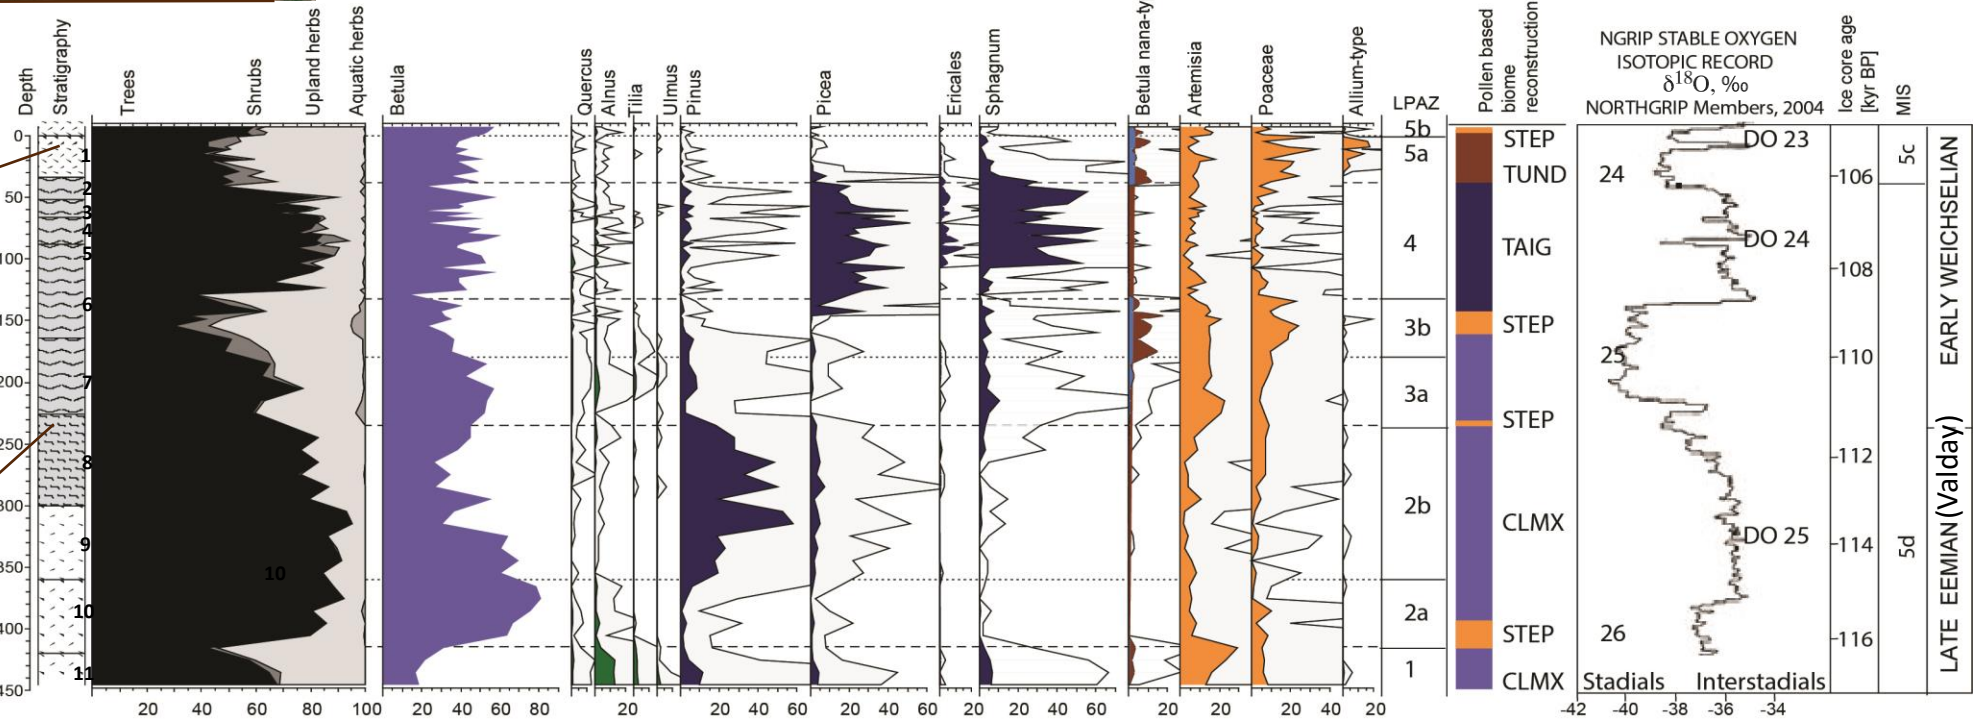 Depth
Stratigraphy
Trees
Shrubs
Upland herbs
Aquatic herbs
Betula
Quercus
Alnus
Tilia
Ulmus
Pinus
Picea
Ericales
Sphagnum
Betula nana-ty
Artemisia
Poaceae
Allium-type
LPAZ
Pollen based
biome
reconstruction
NGRIP STABLE OXYGEN
ISOTOPIC RECORD
δ¹⁸O, ‰
NORTHGRIP Members, 2004
Ice core age
[kyr BP]
MIS
0
50
100
150
200
250
300
350
400
450
1
2
3
4
5
6
7
8
9
10
10
11
5b
5a
4
3b
3a
2b
2a
1
STEP
TUND
TAIG
STEP
STEP
CLMX
STEP
CLMX
DO 23
24
DO 24
25
DO 25
26
Stadials Interstadials
106
108
110
112
114
116
5c
5d
EARLY WEICHSELIAN
LATE EEMIAN (Valday)
20 40 60 80 100
20 40 60 80
20
20 40 60
20 40 60
20
20 40 60
20
20
20 40
20
-42 -40 -38 -36 -34